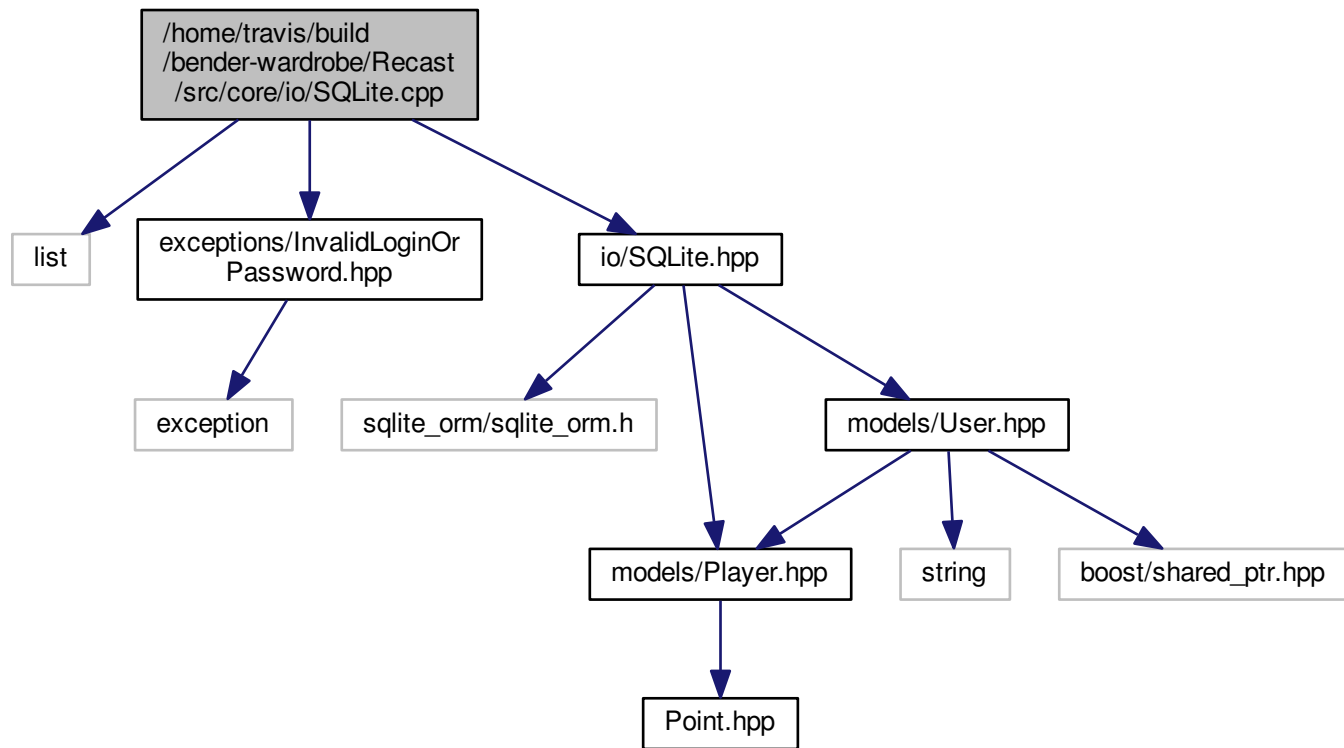 /home/travis/build
/bender-wardrobe/Recast
/src/core/io/SQLite.cpp
list
exceptions/InvalidLoginOr
Password.hpp
io/SQLite.hpp
exception
sqlite_orm/sqlite_orm.h
models/User.hpp
models/Player.hpp
string
boost/shared_ptr.hpp
Point.hpp